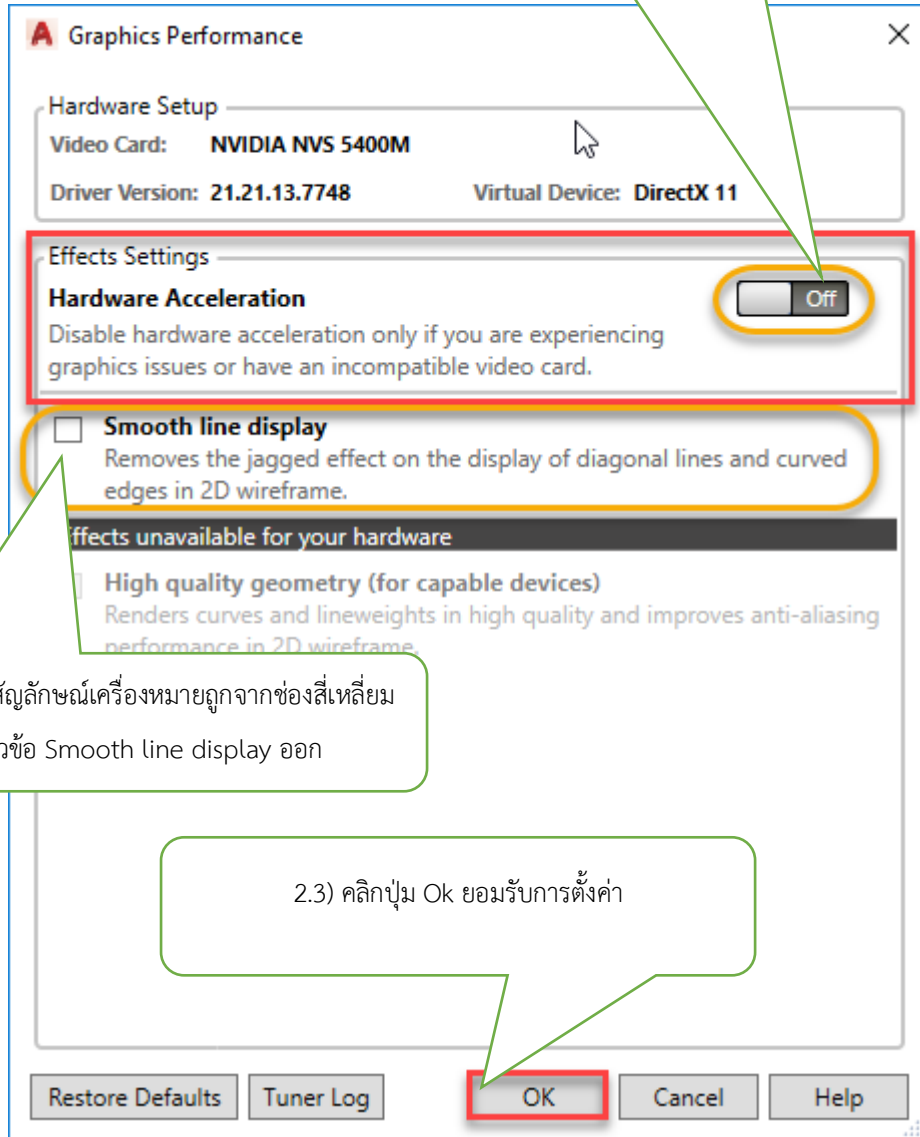 Graphics Performance
Hardware Setup
Video Card: NVIDIA NVS 5400M
Driver Version: 21.21.13.7748 Virtual Device: DirectX 11
Effects Settings
Hardware Acceleration Off
Disable hardware acceleration only if you are experiencing
graphics issues or have an incompatible video card.
Smooth line display
Removes the jagged effect on the display of diagonal lines and curved
edges in 2D wireframe.
Effects unavailable for your hardware
High quality geometry (for capable devices)
Renders curves and lineweights in high quality and improves anti-aliasing
performance in 2D wireframe.
สัญลักษณ์เครื่องหมายถูกจากช่องสี่เหลี่ยม
วข้อ Smooth line display ออก
2.3) คลิกปุ่ม Ok ยอมรับการตั้งค่า
Restore Defaults Tuner Log OK Cancel Help